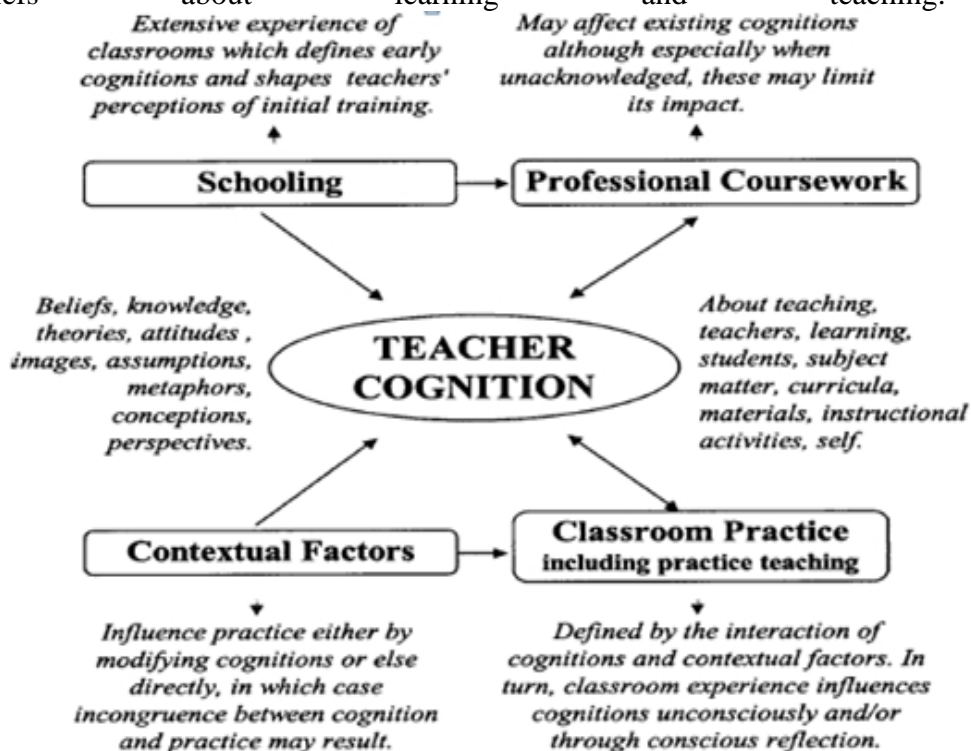 about learning and teaching.
Extensive experience of
classrooms which defines early
cognitions and shapes teachers'
perceptions of initial training.
May affect existing cognitions
although especially when
unacknowledged, these may limit
its impact.
Schooling
Professional Coursework
Beliefs, knowledge,
theories, attitudes ,
images, assumptions,
metaphors,
conceptions,
perspectives.
TEACHER
COGNITION
About teaching,
teachers, learning,
students, subject
matter, curricula,
materials, instructional
activities, self.
Contextual Factors
Classroom Practice
including practice teaching
Influence practice either by
modifying cognitions or else
directly, in which case
incongruence between cognition
and practice may result.
Defined by the interaction of
cognitions and contextual factors. In
turn, classroom experience influences
cognitions unconsciously and/or
through conscious reflection.